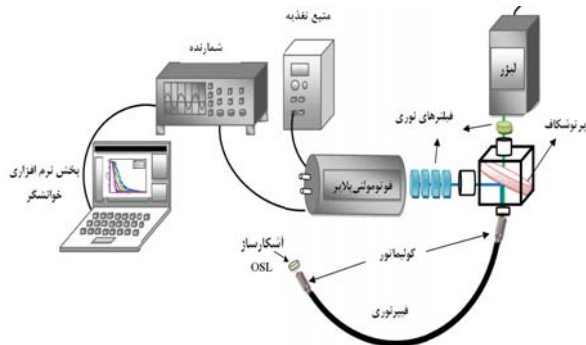 منبع تغذیه
شمارنده
لیزر
فیلترهای نوری
پرتوشکاف
بخش نرم افزاری
خوانشگر
فوتومولتی پلایر
آشکارساز
OSL
کولیماتور
فیبرنوری